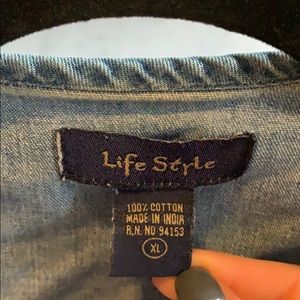 Life Style
100% COTTON
MADE IN INDIA
R.N. NO 94153
XL